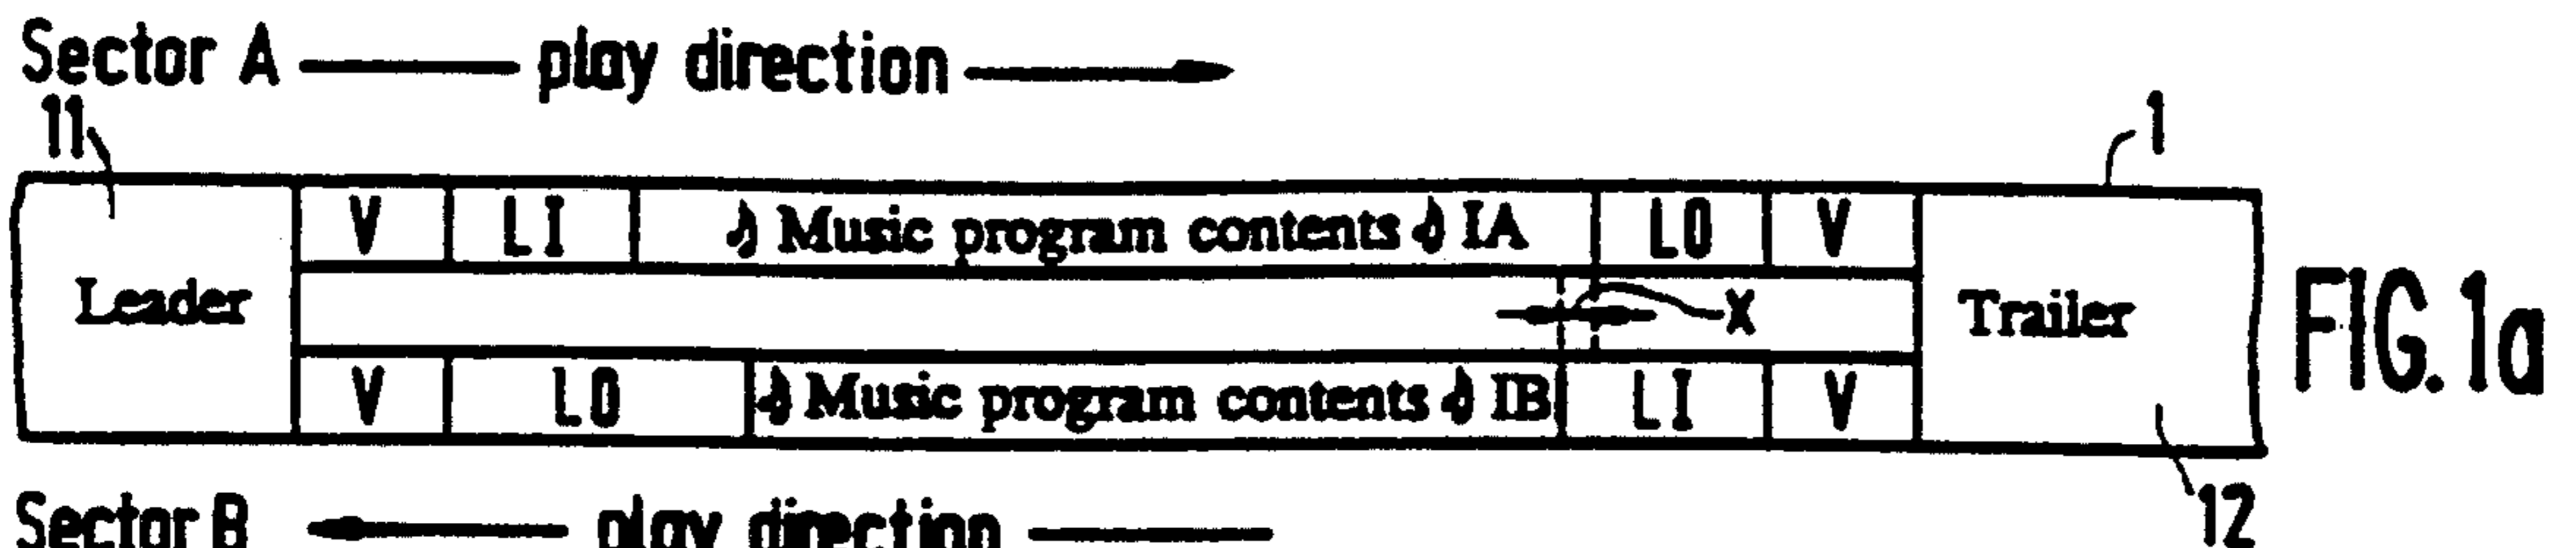 Sector A play direction
11 1
V LI ♪ Music program contents ♪ IA LO V
Leader X Trailer FIG. 1a
V LO ♪ Music program contents ♪ IB LI V
Sector B play direction 12